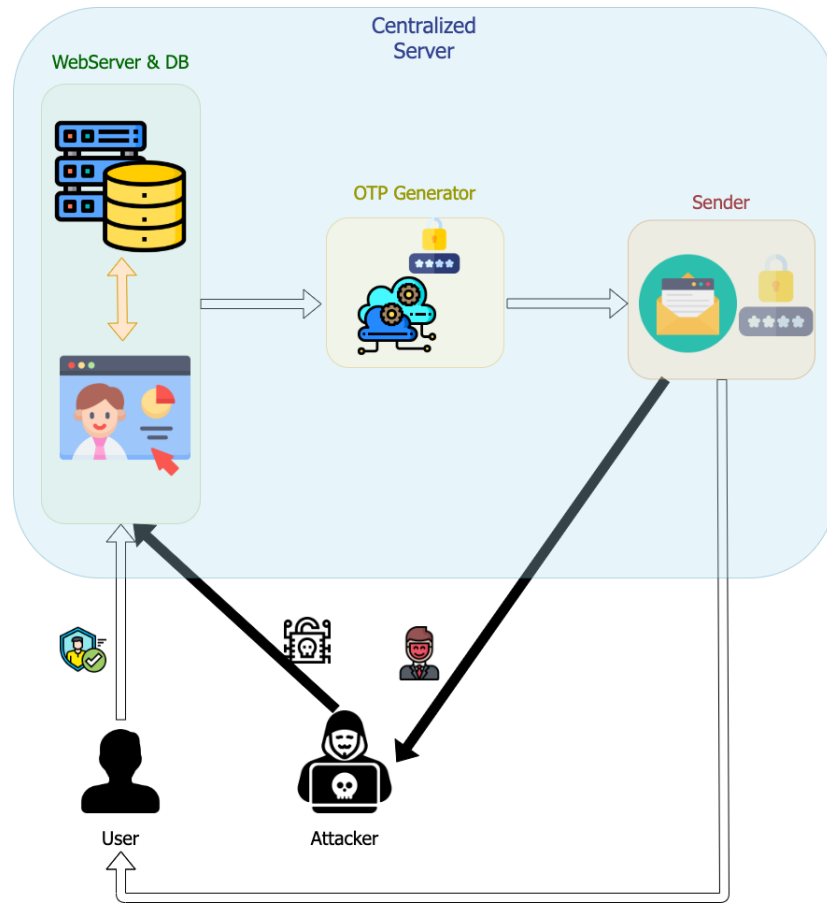 Centralized
Server
WebServer & DB
OTP Generator
Sender
User
Attacker